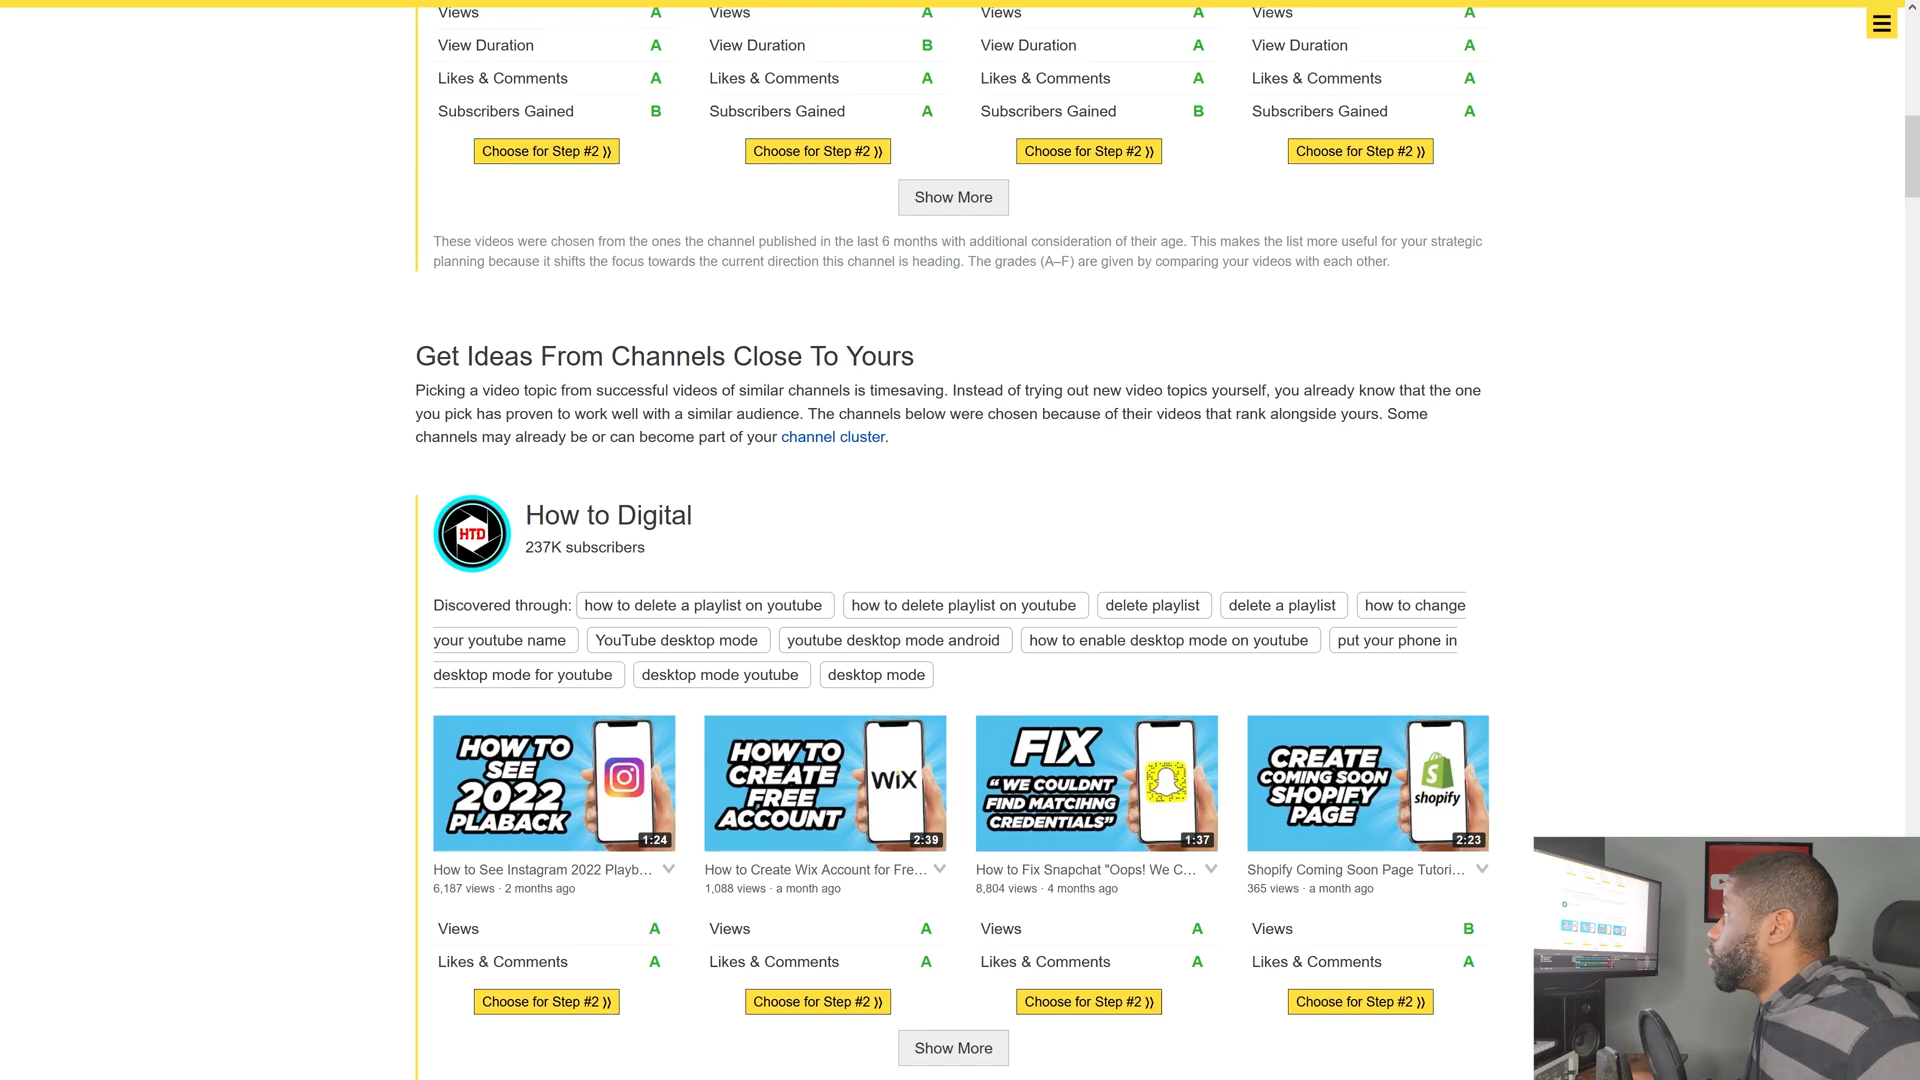 Views A Views A Views A Views A
View Duration A View Duration B View Duration A View Duration A
Likes & Comments A Likes & Comments A Likes & Comments A Likes & Comments A
Subscribers Gained B Subscribers Gained A Subscribers Gained B Subscribers Gained A
Choose for Step #2 ⟩⟩ Choose for Step #2 ⟩⟩ Choose for Step #2 ⟩⟩ Choose for Step #2 ⟩⟩
Show More
These videos were chosen from the ones the channel published in the last 6 months with additional consideration of their age. This makes the list more useful for your strategic
planning because it shifts the focus towards the current direction this channel is heading. The grades (A–F) are given by comparing your videos with each other.
Get Ideas From Channels Close To Yours
Picking a video topic from successful videos of similar channels is timesaving. Instead of trying out new video topics yourself, you already know that the one
you pick has proven to work well with a similar audience. The channels below were chosen because of their videos that rank alongside yours. Some
channels may already be or can become part of your channel cluster.
HTD
How to Digital
237K subscribers
Discovered through: how to delete a playlist on youtube how to delete playlist on youtube delete playlist delete a playlist how to change
your youtube name YouTube desktop mode youtube desktop mode android how to enable desktop mode on youtube put your phone in
desktop mode for youtube desktop mode youtube desktop mode
HOW TO
SEE
2022
PLABACK
1:24
HOW TO
CREATE
FREE
ACCOUNT
WiX
2:39
FIX
"WE COULDNT
FIND MATCIHNG
CREDENTIALS"
1:37
CREATE
COMING SOON
SHOPIFY
PAGE
shopify
2:23
How to See Instagram 2022 Playb... How to Create Wix Account for Fre... How to Fix Snapchat "Oops! We C... Shopify Coming Soon Page Tutori...
6,187 views · 2 months ago 1,088 views · a month ago 8,804 views · 4 months ago 365 views · a month ago
Views A Views A Views A Views B
Likes & Comments A Likes & Comments A Likes & Comments A Likes & Comments A
Choose for Step #2 ⟩⟩ Choose for Step #2 ⟩⟩ Choose for Step #2 ⟩⟩ Choose for Step #2 ⟩⟩
Show More